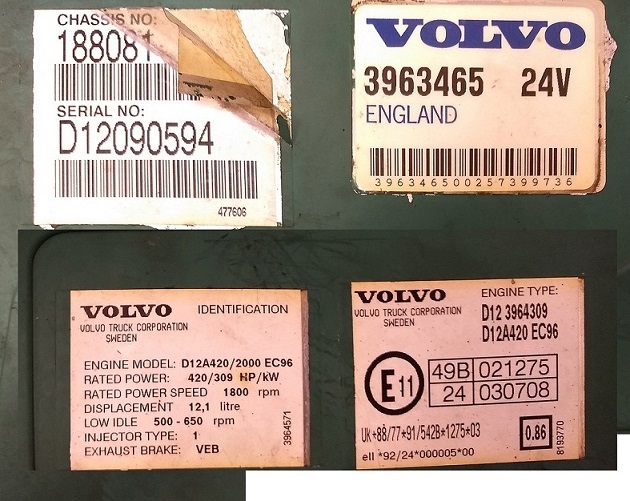 CHASSIS NO:
188081
SERIAL NO:
D12090594
477606
VOLVO
3963465 24V
ENGLAND
3963465002573997 36
VOLVO IDENTIFICATION
VOLVO TRUCK CORPORATION
SWEDEN
ENGINE MODEL: D12A420/2000 EC96
RATED POWER: 420/309 HP/kW
RATED POWER SPEED 1800 rpm
DISPLACEMENT 12,1 litre
LOW IDLE 500 - 650 rpm
INJECTOR TYPE: 1
EXHAUST BRAKE: VEB
3964571
VOLVO ENGINE TYPE:
VOLVO TRUCK CORPORATION D12 3964309
SWEDEN D12A420 EC96
E11 49B 021275
24 030708
UK*88/77*91/542B*1275*03 0.86
e11 *92/24*000005*00
8193770